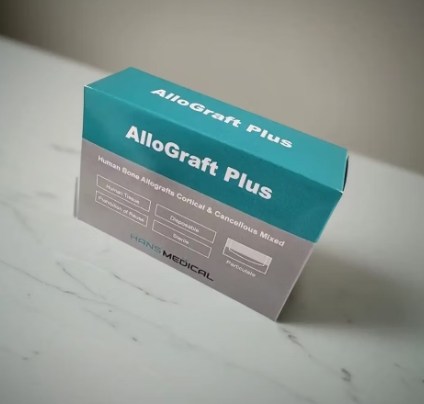 AlloGraft Plus
AlloGraft Plus
Human Bone Allografts Cortical & Cancellous Mixed
Human Tissue
Disposable
Prohibition of Reuse
Sterile
Particulate
HANS MEDICAL